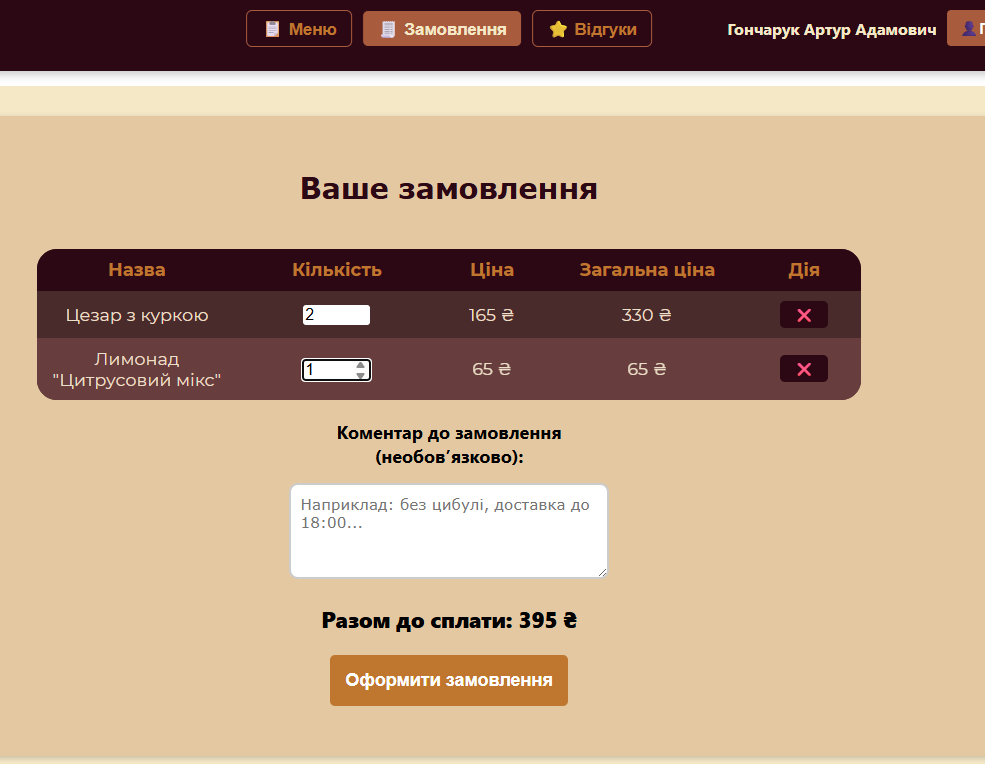 Меню Замовлення Відгуки Гончарук Артур Адамович
Ваше замовлення
Назва Кількість Ціна Загальна ціна Дія
Цезар з куркою 2 165 ₴ 330 ₴
Лимонад
"Цитрусовий мікс" 1 65 ₴ 65 ₴
Коментар до замовлення
(необов’язково):
Наприклад: без цибулі, доставка до
18:00...
Разом до сплати: 395 ₴
Оформити замовлення